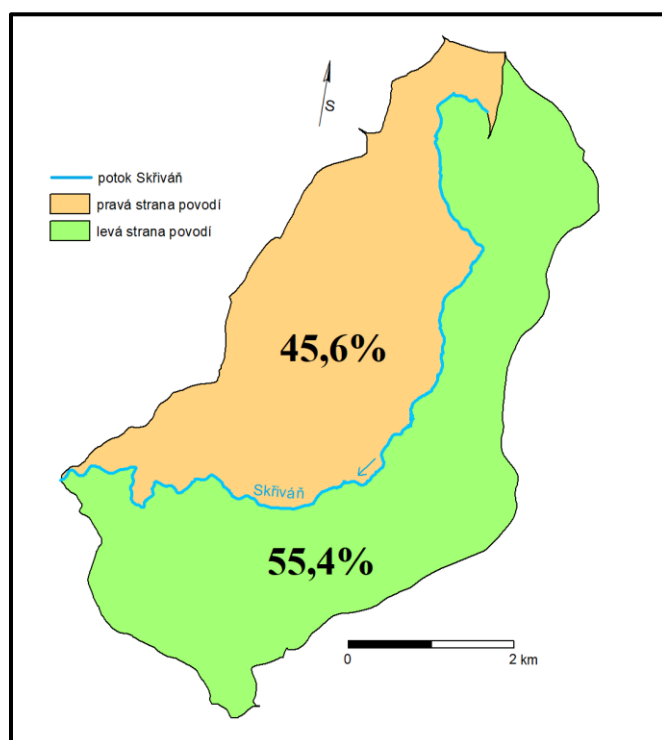 S
potok Skřiváň
pravá strana povodí
levá strana povodí
45,6%
Skřiváň
55,4%
0 2 km